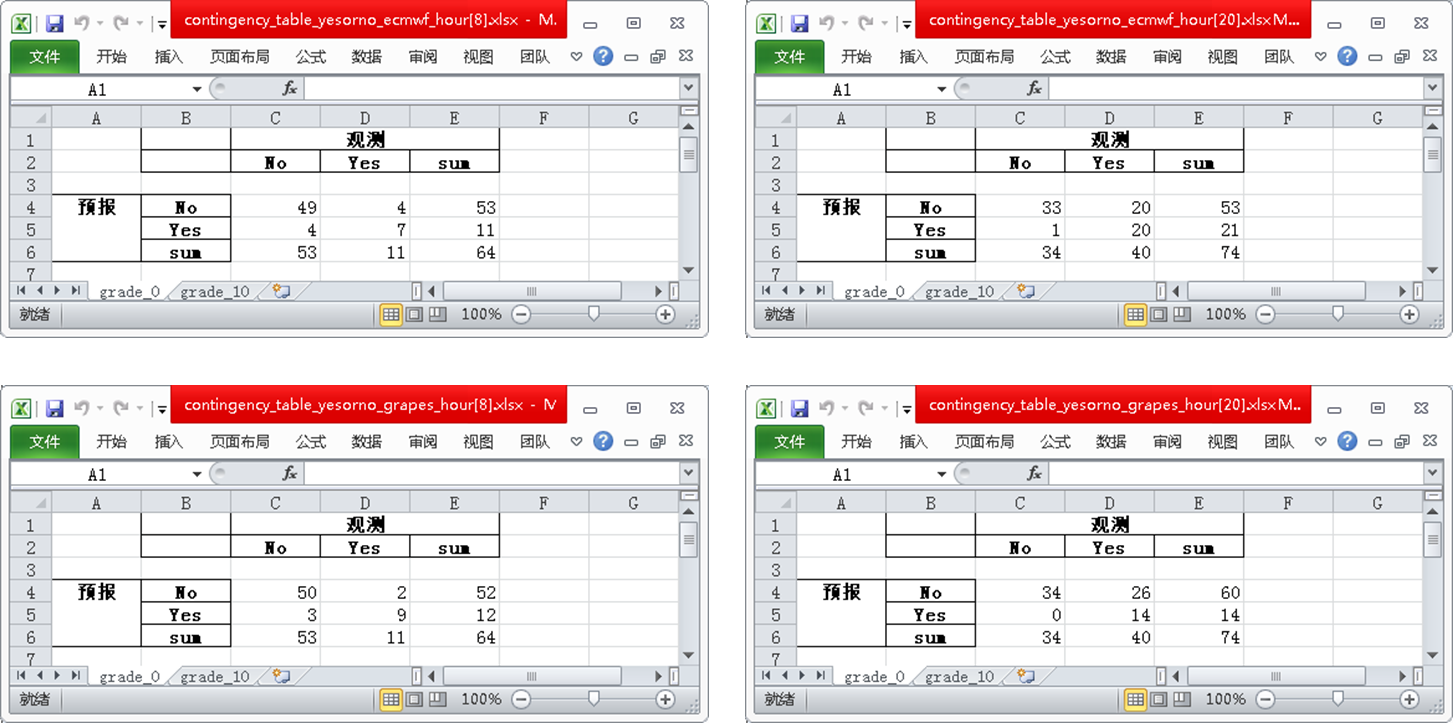 contingency_table_yesorno_ecmwf_hour[8].xlsx - M.
文件 开始 插入 页面布局 公式 数据 审阅 视图 团队
A1 fx
A B C D E F G
1 观测
2 No Yes sum
3
4 预报 No 49 4 53
5 Yes 4 7 11
6 sum 53 11 64
7
grade_0 grade_10
就绪 100%
contingency_table_yesorno_ecmwf_hour[20].xlsxM...
文件 开始 插入 页面布局 公式 数据 审阅 视图 团队
A1 fx
A B C D E F G
1 观测
2 No Yes sum
3
4 预报 No 33 20 53
5 Yes 1 20 21
6 sum 34 40 74
7
grade_0 grade_10
就绪 100%
contingency_table_yesorno_grapes_hour[8].xlsx - M
文件 开始 插入 页面布局 公式 数据 审阅 视图 团队
A1 fx
A B C D E F G
1 观测
2 No Yes sum
3
4 预报 No 50 2 52
5 Yes 3 9 12
6 sum 53 11 64
7
grade_0 grade_10
就绪 100%
contingency_table_yesorno_grapes_hour[20].xlsxM..
文件 开始 插入 页面布局 公式 数据 审阅 视图 团队
A1 fx
A B C D E F G
1 观测
2 No Yes sum
3
4 预报 No 34 26 60
5 Yes 0 14 14
6 sum 34 40 74
7
grade_0 grade_10
就绪 100%